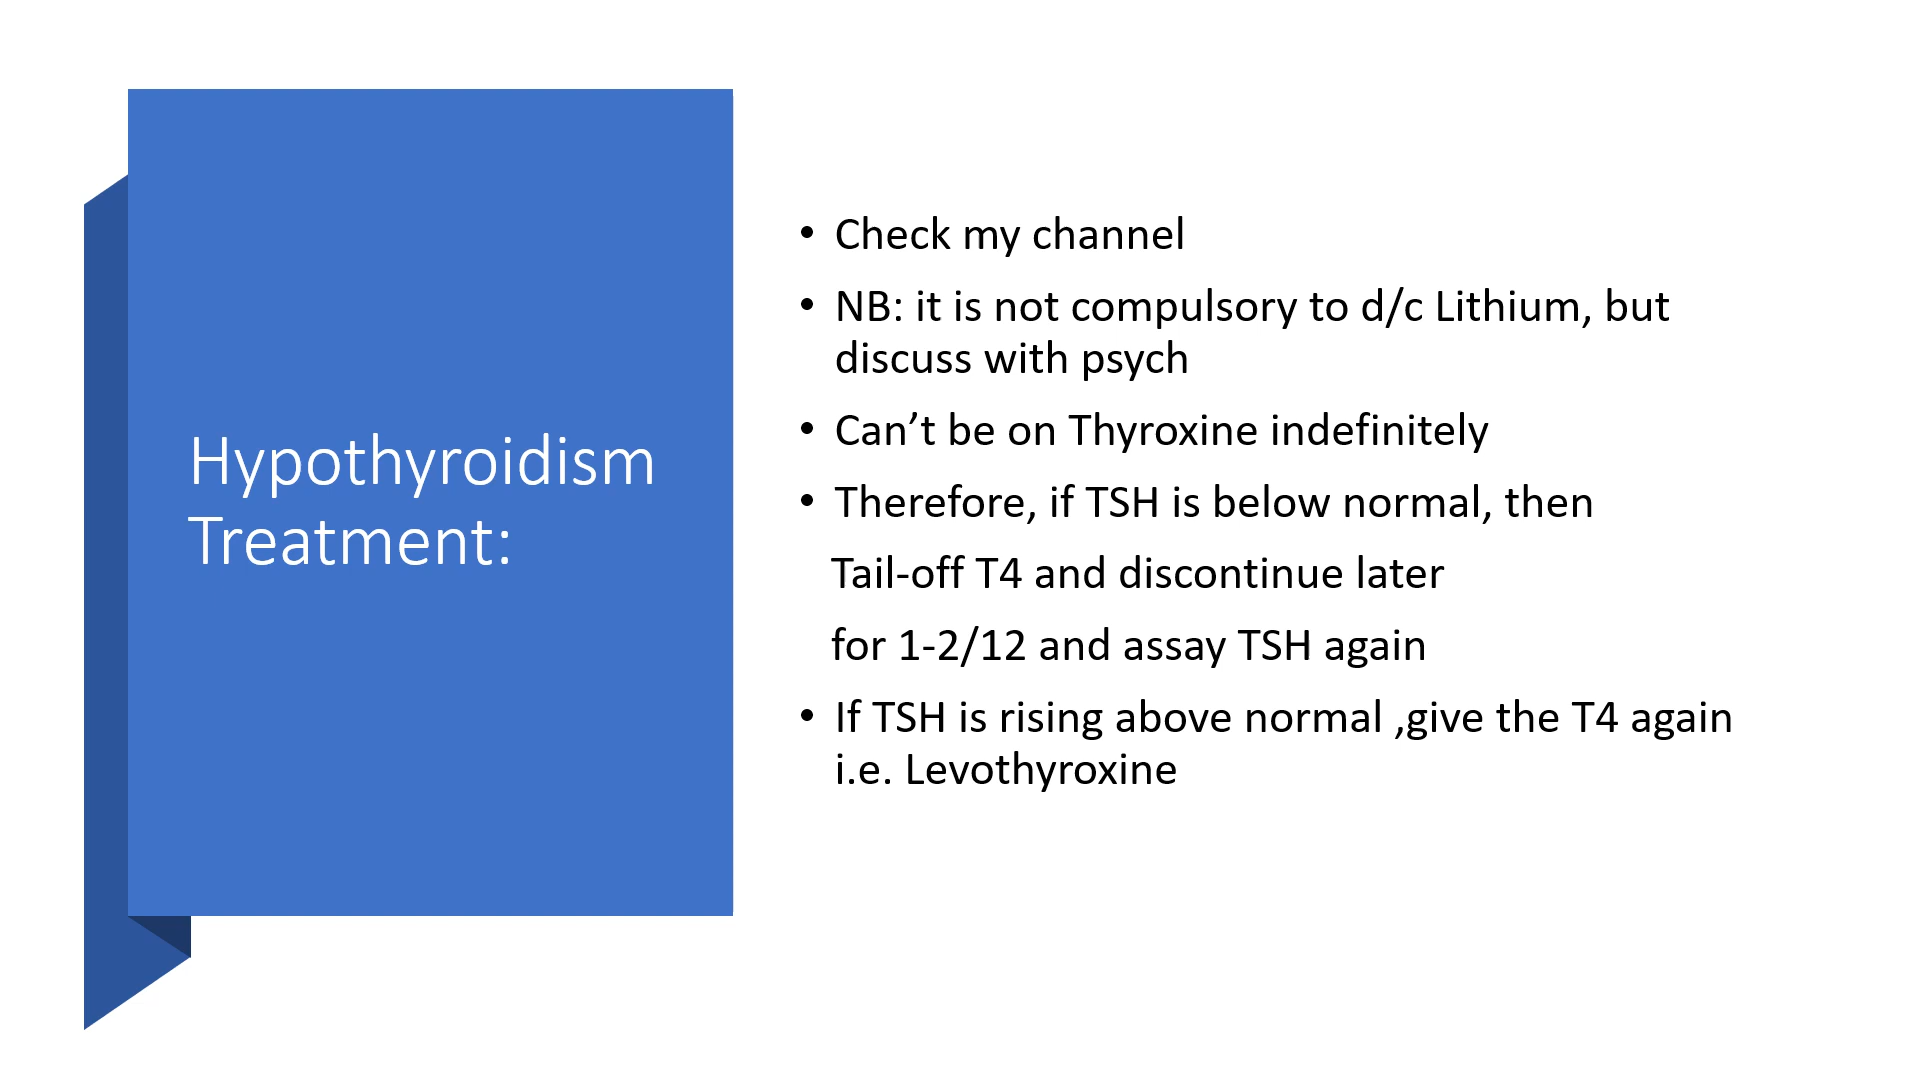 Hypothyroidism
Treatment:
• Check my channel
• NB: it is not compulsory to d/c Lithium, but
discuss with psych
• Can’t be on Thyroxine indefinitely
• Therefore, if TSH is below normal, then
Tail-off T4 and discontinue later
for 1-2/12 and assay TSH again
• If TSH is rising above normal ,give the T4 again
i.e. Levothyroxine